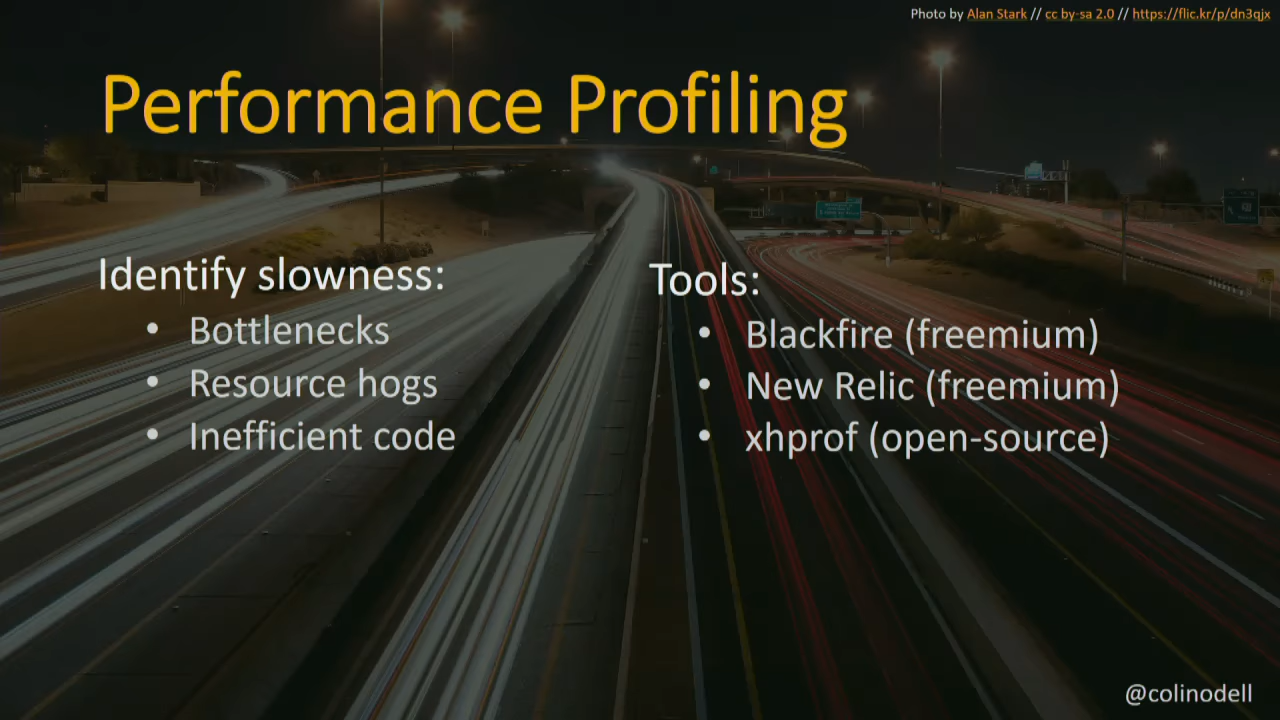 Photo by Alan Stark // cc by-sa 2.0 // https://flic.kr/p/dn3qjx
Performance Profiling
Identify slowness:
• Bottlenecks
• Resource hogs
• Inefficient code
Tools:
• Blackfire (freemium)
• New Relic (freemium)
• xhprof (open-source)
@colinodell